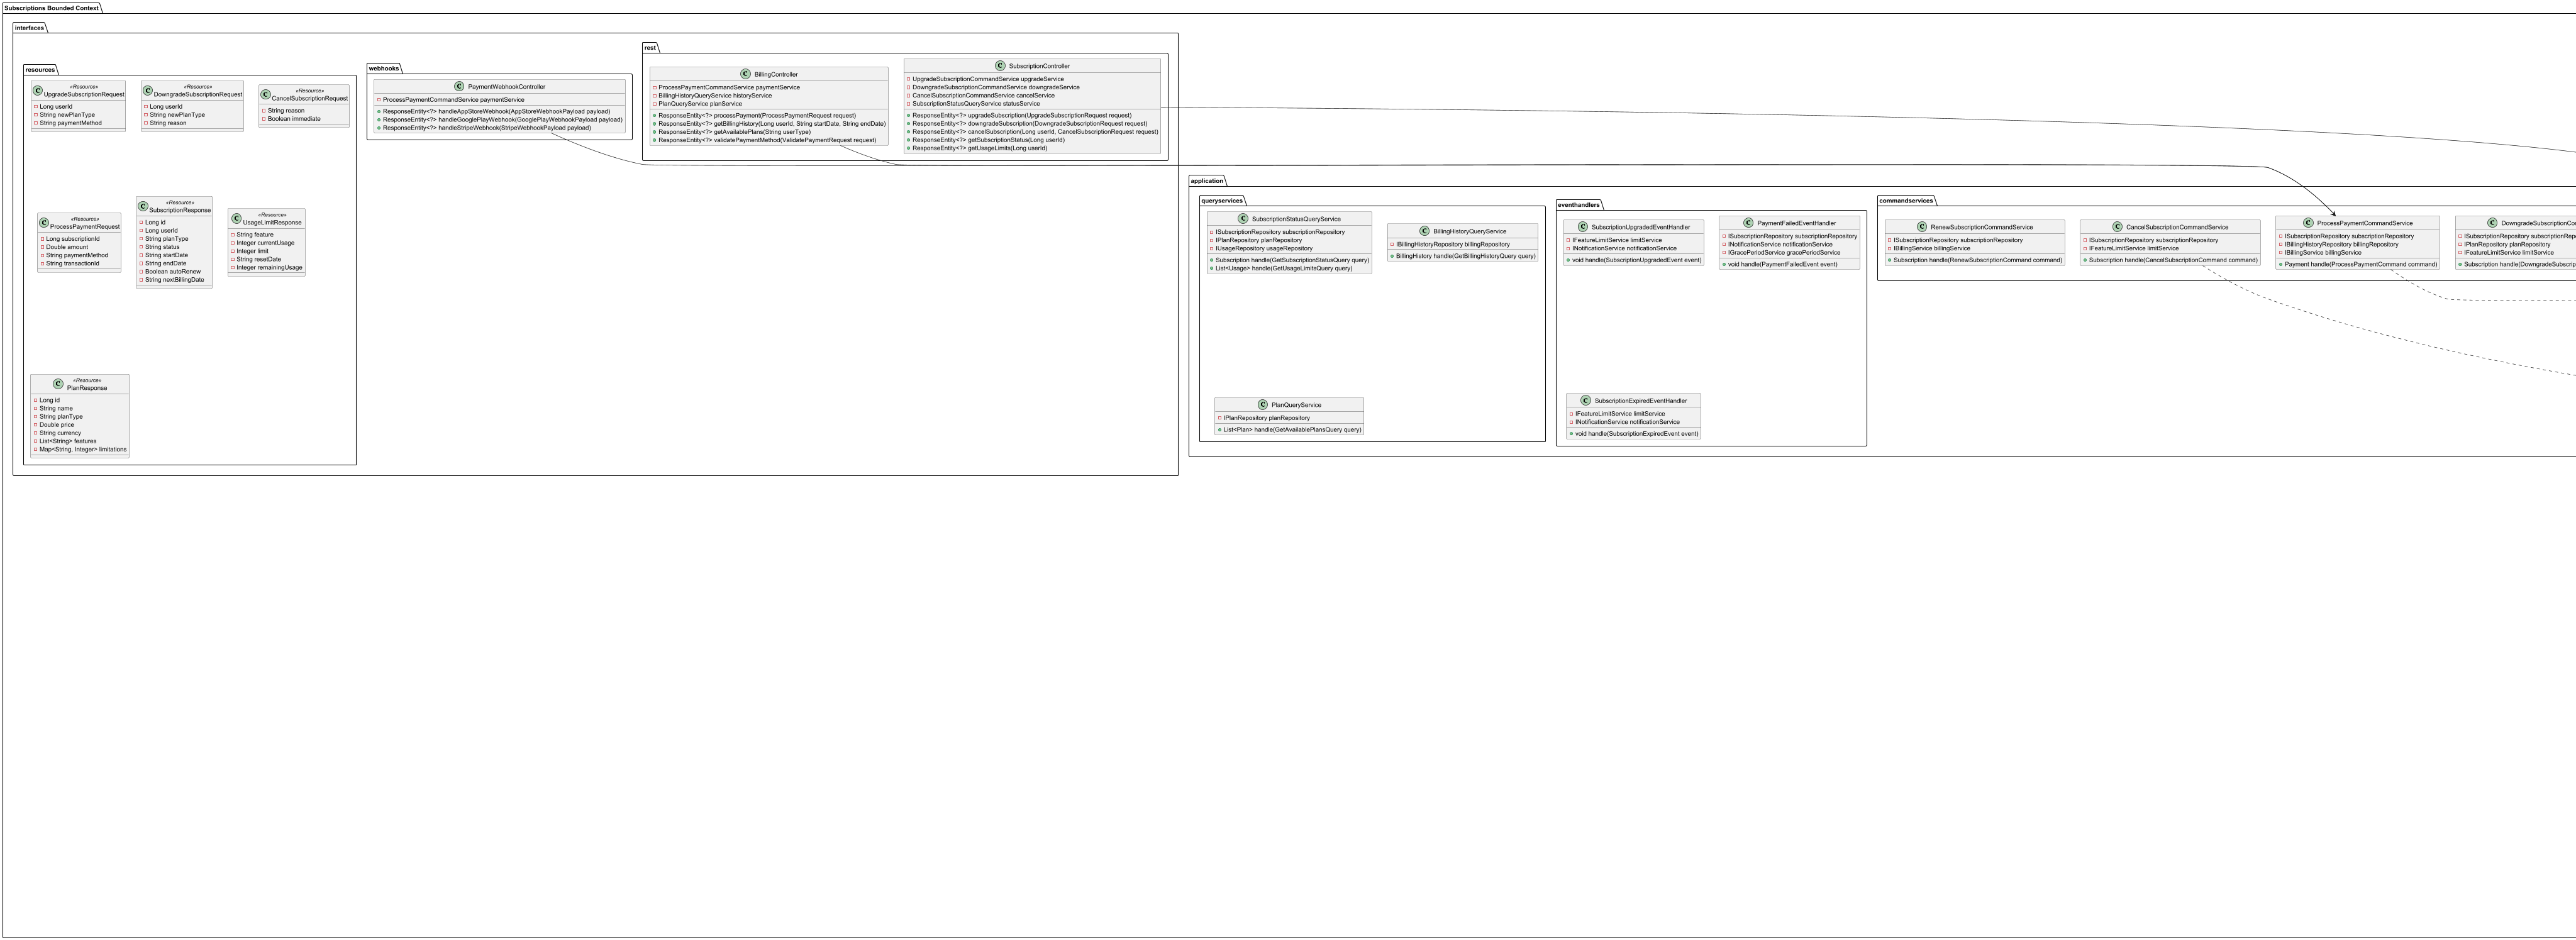 Subscriptions Bounded Context
interfaces
resources
«Resource»
UpgradeSubscriptionRequest
Long userId
String newPlanType
String paymentMethod
«Resource»
DowngradeSubscriptionRequest
Long userId
String newPlanType
String reason
«Resource»
CancelSubscriptionRequest
String reason
Boolean immediate
«Resource»
ProcessPaymentRequest
Long subscriptionId
Double amount
String paymentMethod
String transactionId
«Resource»
SubscriptionResponse
Long id
Long userId
String planType
String status
String startDate
String endDate
Boolean autoRenew
String nextBillingDate
«Resource»
UsageLimitResponse
String feature
Integer currentUsage
Integer limit
String resetDate
Integer remainingUsage
«Resource»
PlanResponse
Long id
String name
String planType
Double price
String currency
List<String> features
Map<String, Integer> limitations
webhooks
PaymentWebhookController
ProcessPaymentCommandService paymentService
ResponseEntity<?> handleAppStoreWebhook(AppStoreWebhookPayload payload)
ResponseEntity<?> handleGooglePlayWebhook(GooglePlayWebhookPayload payload)
ResponseEntity<?> handleStripeWebhook(StripeWebhookPayload payload)
rest
BillingController
ProcessPaymentCommandService paymentService
BillingHistoryQueryService historyService
PlanQueryService planService
ResponseEntity<?> processPayment(ProcessPaymentRequest request)
ResponseEntity<?> getBillingHistory(Long userId, String startDate, String endDate)
ResponseEntity<?> getAvailablePlans(String userType)
ResponseEntity<?> validatePaymentMethod(ValidatePaymentRequest request)
SubscriptionController
UpgradeSubscriptionCommandService upgradeService
DowngradeSubscriptionCommandService downgradeService
CancelSubscriptionCommandService cancelService
SubscriptionStatusQueryService statusService
ResponseEntity<?> upgradeSubscription(UpgradeSubscriptionRequest request)
ResponseEntity<?> downgradeSubscription(DowngradeSubscriptionRequest request)
ResponseEntity<?> cancelSubscription(Long userId, CancelSubscriptionRequest request)
ResponseEntity<?> getSubscriptionStatus(Long userId)
ResponseEntity<?> getUsageLimits(Long userId)
application
queryservices
SubscriptionStatusQueryService
ISubscriptionRepository subscriptionRepository
IPlanRepository planRepository
IUsageRepository usageRepository
Subscription handle(GetSubscriptionStatusQuery query)
List<Usage> handle(GetUsageLimitsQuery query)
BillingHistoryQueryService
IBillingHistoryRepository billingRepository
BillingHistory handle(GetBillingHistoryQuery query)
PlanQueryService
IPlanRepository planRepository
List<Plan> handle(GetAvailablePlansQuery query)
eventhandlers
SubscriptionUpgradedEventHandler
IFeatureLimitService limitService
INotificationService notificationService
void handle(SubscriptionUpgradedEvent event)
PaymentFailedEventHandler
ISubscriptionRepository subscriptionRepository
INotificationService notificationService
IGracePeriodService gracePeriodService
void handle(PaymentFailedEvent event)
SubscriptionExpiredEventHandler
IFeatureLimitService limitService
INotificationService notificationService
void handle(SubscriptionExpiredEvent event)
commandservices
RenewSubscriptionCommandService
ISubscriptionRepository subscriptionRepository
IBillingService billingService
Subscription handle(RenewSubscriptionCommand command)
CancelSubscriptionCommandService
ISubscriptionRepository subscriptionRepository
IFeatureLimitService limitService
Subscription handle(CancelSubscriptionCommand command)
ProcessPaymentCommandService
ISubscriptionRepository subscriptionRepository
IBillingHistoryRepository billingRepository
IBillingService billingService
Payment handle(ProcessPaymentCommand command)
DowngradeSubscriptionCo
ISubscriptionRepository subscription
IPlanRepository planRepository
IFeatureLimitService limitService
Subscription handle(DowngradeSubscrip